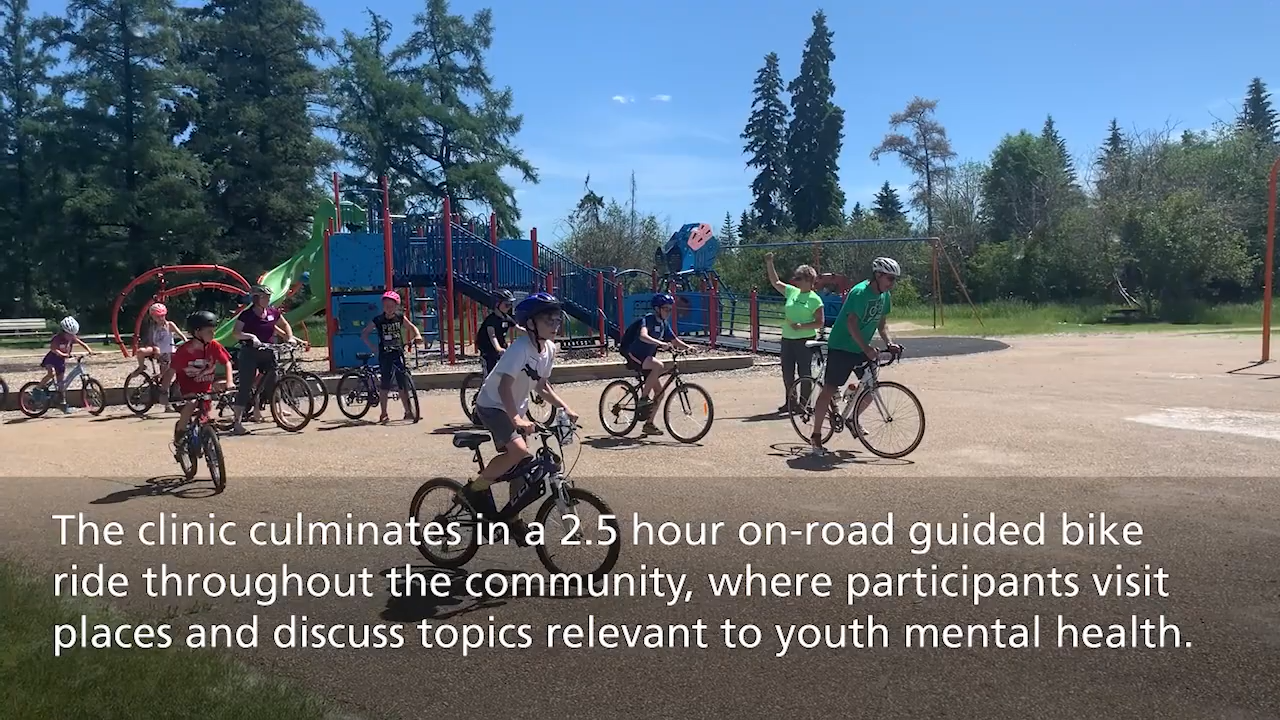 The clinic culminates in a 2.5 hour on-road guided bike
ride throughout the community, where participants visit
places and discuss topics relevant to youth mental health.